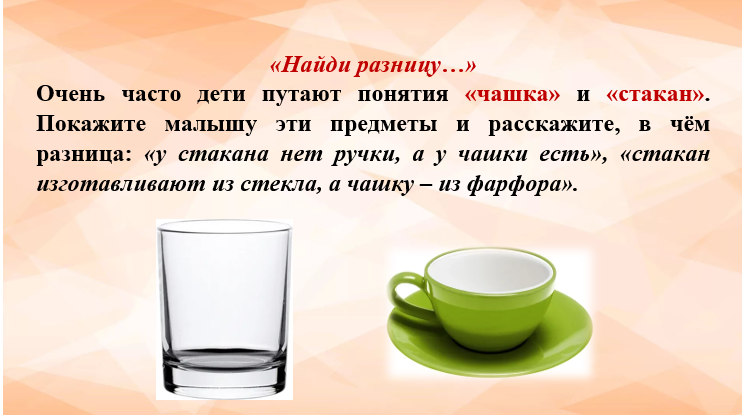 «Найди разницу…»
Очень часто дети путают понятия «чашка» и «стакан».
Покажите малышу эти предметы и расскажите, в чём
разница: «у стакана нет ручки, а у чашки есть», «стакан
изготавливают из стекла, а чашку – из фарфора».